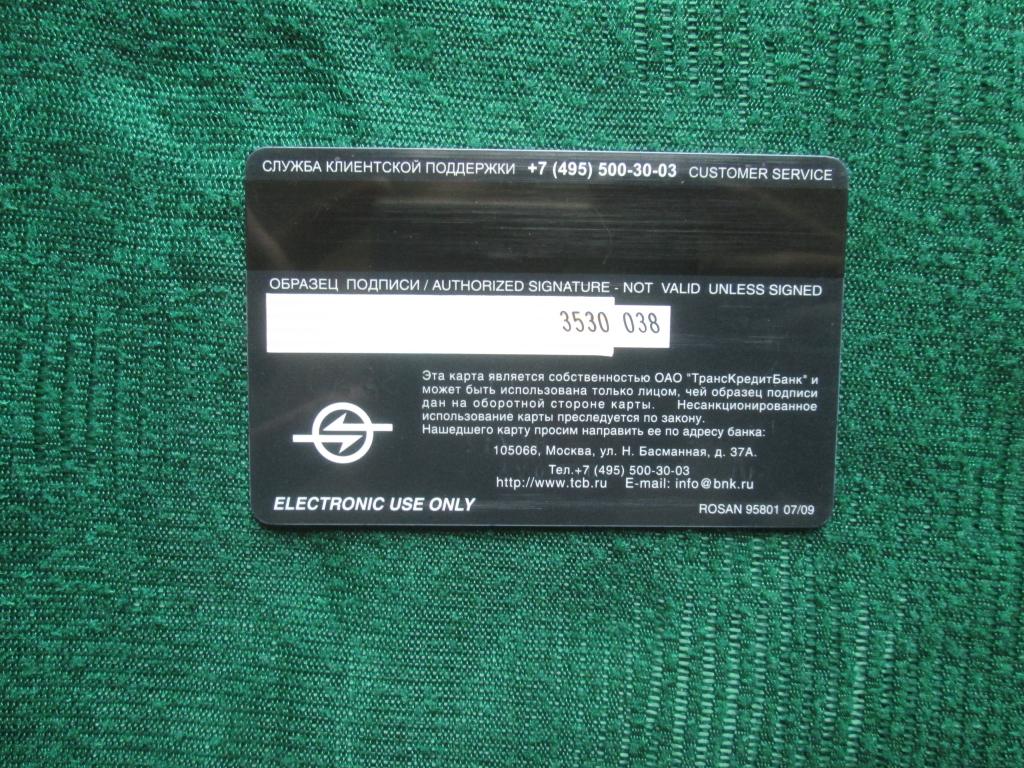 СЛУЖБА КЛИЕНТСКОЙ ПОДДЕРЖКИ +7 (495) 500-30-03 CUSTOMER SERVICE
ОБРАЗЕЦ ПОДПИСИ / AUTHORIZED SIGNATURE - NOT VALID UNLESS SIGNED
3530 038
Эта карта является собственностью ОАО "ТрансКредитБанк" и
может быть использована только лицом, чей образец подписи
дан на оборотной стороне карты. Несанкционированное
использование карты преследуется по закону.
Нашедшего карту просим направить ее по адресу банка:
105066, Москва, ул. Н. Басманная, д. 37А.
Тел.+7 (495) 500-30-03
http://www.tcb.ru E-mail: info@bnk.ru
ELECTRONIC USE ONLY
ROSAN 95801 07/09